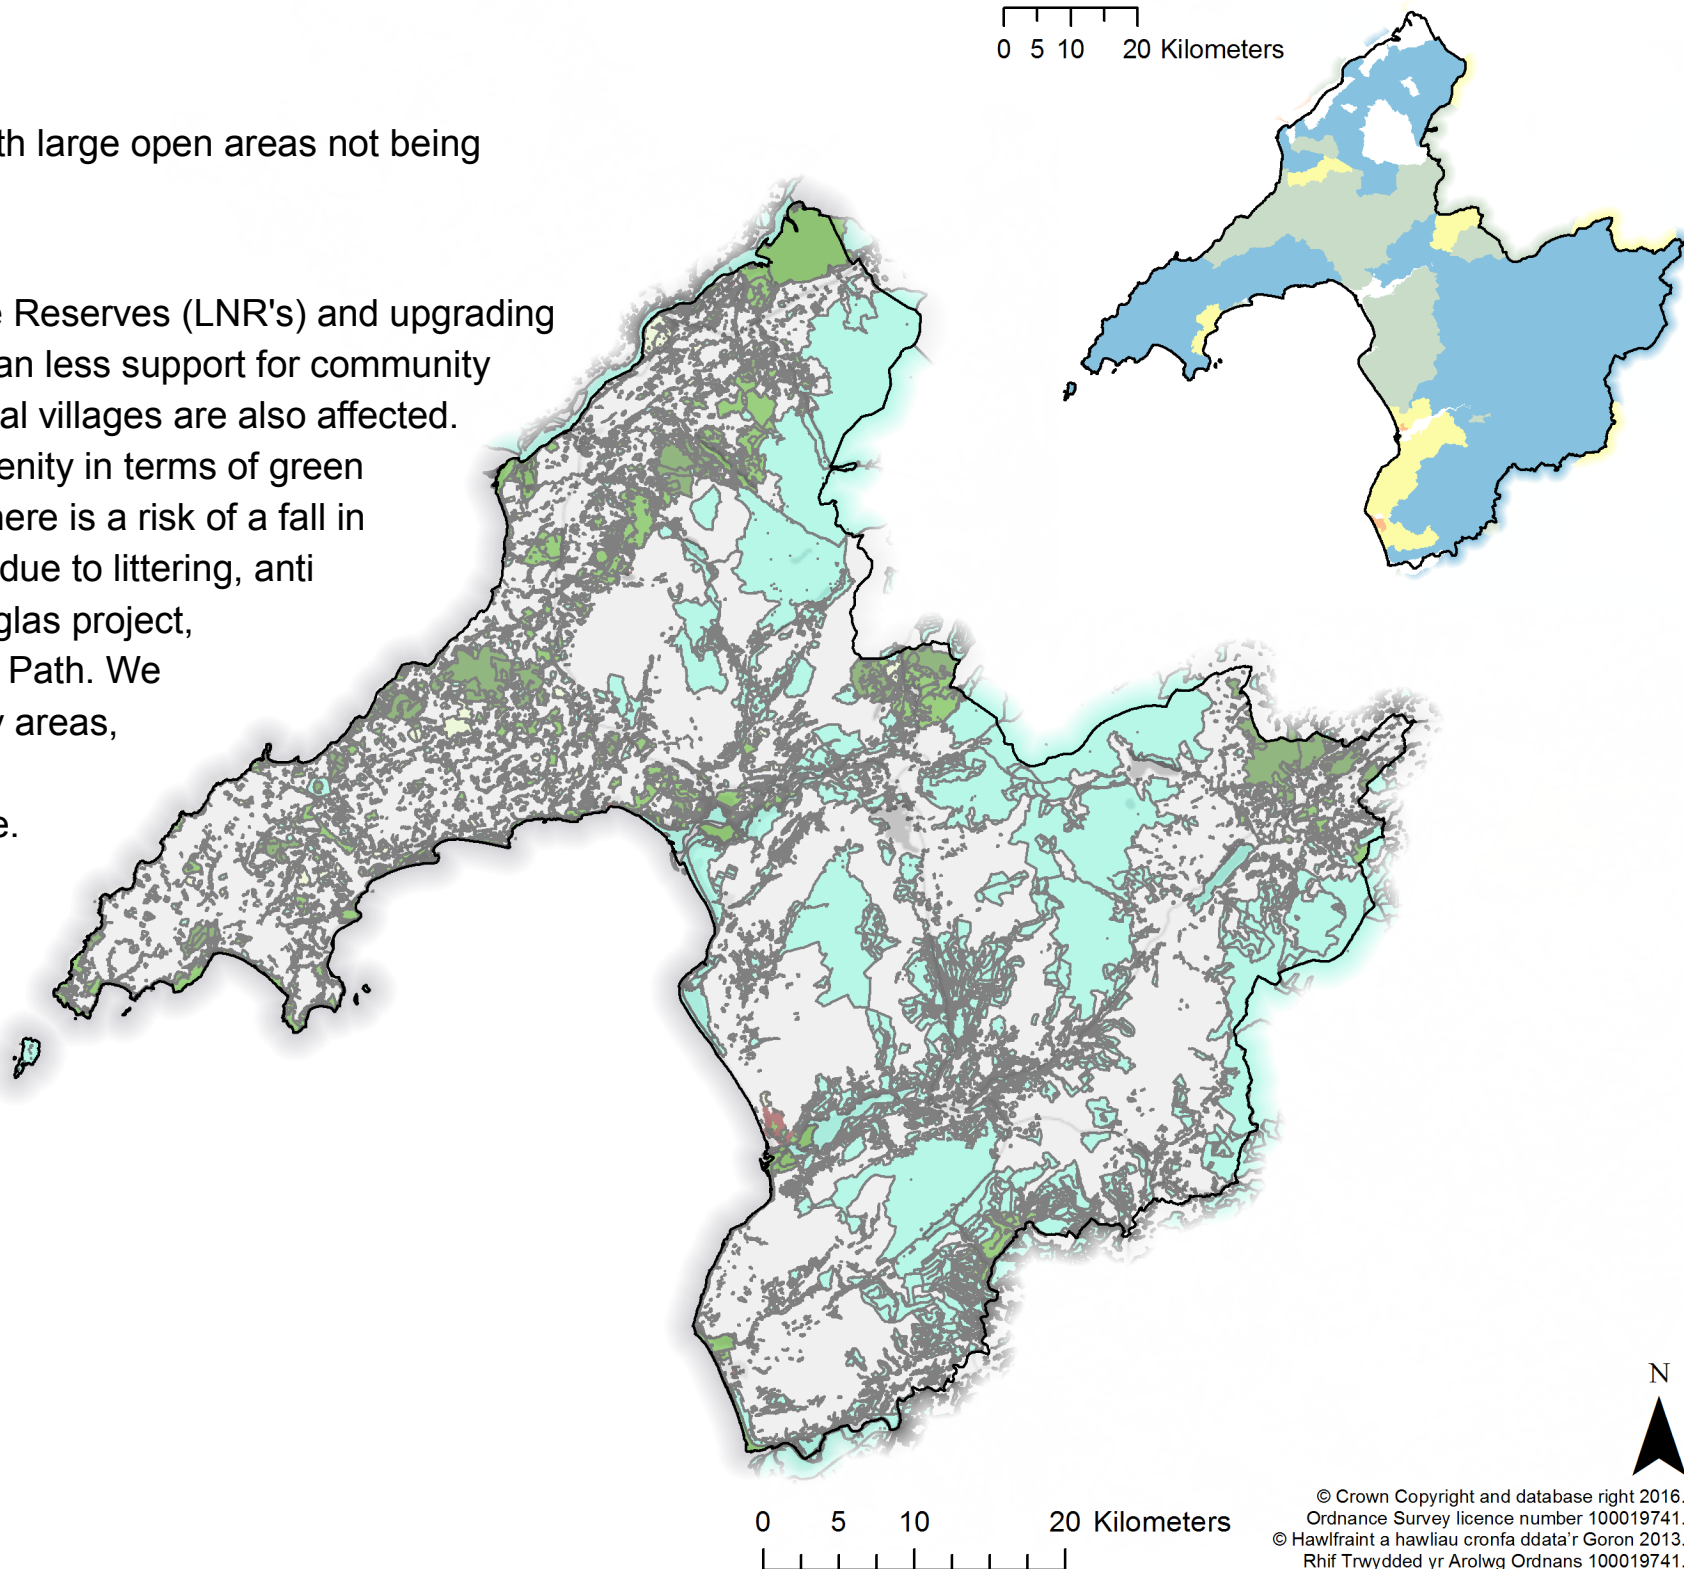 0 5 10 20 Kilometers
th large open areas not being
e Reserves (LNR's) and upgrading
an less support for community
al villages are also affected.
enity in terms of green
here is a risk of a fall in
due to littering, anti
glas project,
Path. We
y areas,
e.
N
0 5 10 20 Kilometers
© Crown Copyright and database right 2016.
Ordnance Survey licence number 100019741.
© Hawlfraint a hawliau cronfa ddata'r Goron 2013.
Rhif Trwydded yr Arolwg Ordnans 100019741.